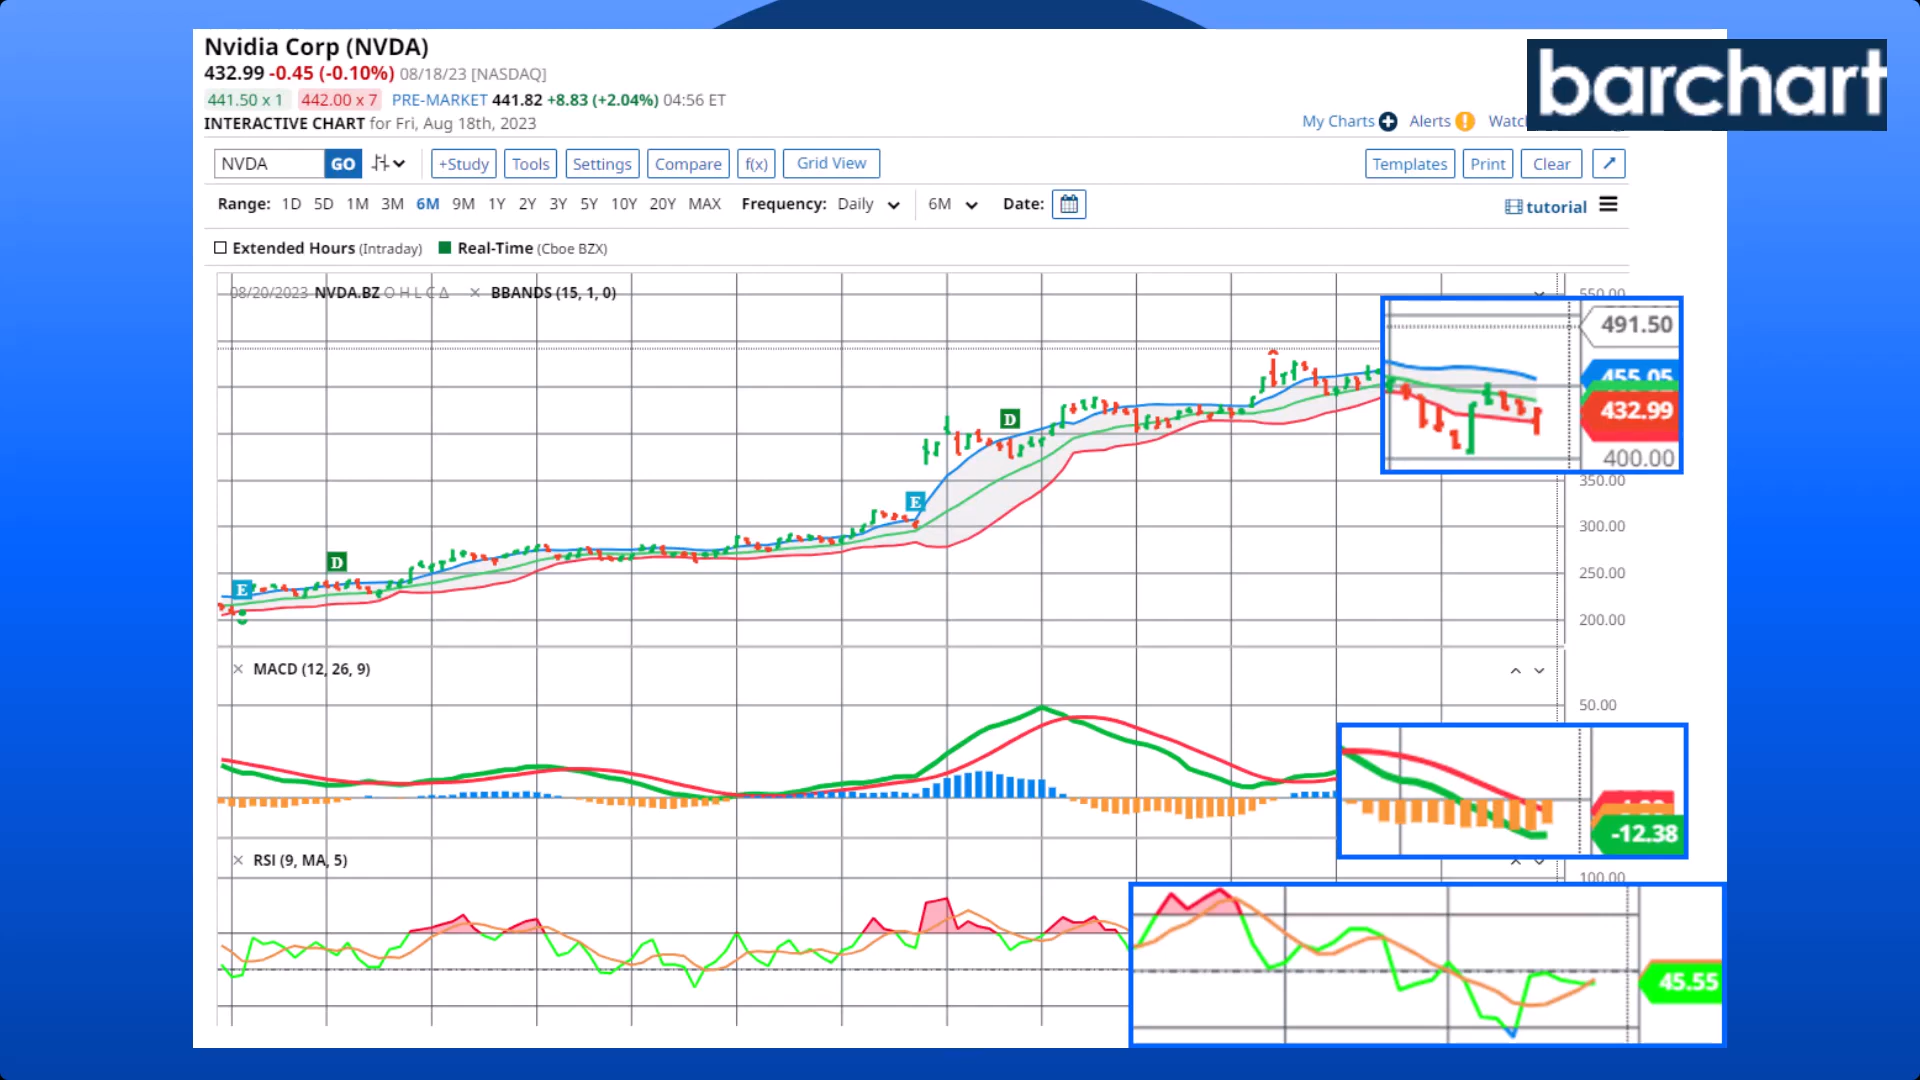 Nvidia Corp (NVDA)
barchart
432.99 -0.45 (-0.10%) 08/18/23 [NASDAQ]
441.50 x 1 442.00 x 7 PRE-MARKET 441.82 +8.83 (+2.04%) 04:56 ET
INTERACTIVE CHART for Fri, Aug 18th, 2023
My Charts Alerts Watc
NVDA GO +Study Tools Settings Compare f(x) Grid View Templates Print Clear
Range: 1D 5D 1M 3M 6M 9M 1Y 2Y 3Y 5Y 10Y 20Y MAX Frequency: Daily 6M Date: tutorial
Extended Hours (Intraday) Real-Time (Cboe BZX)
08/20/2023 NVDA.BZ O H L C Δ BBANDS (15, 1, 0)
550.00
491.50
455.05
432.99
400.00
350.00
300.00
250.00
200.00
E
D
E
D
MACD (12, 26, 9)
50.00
-12.38
RSI (9, MA, 5)
100.00
45.55